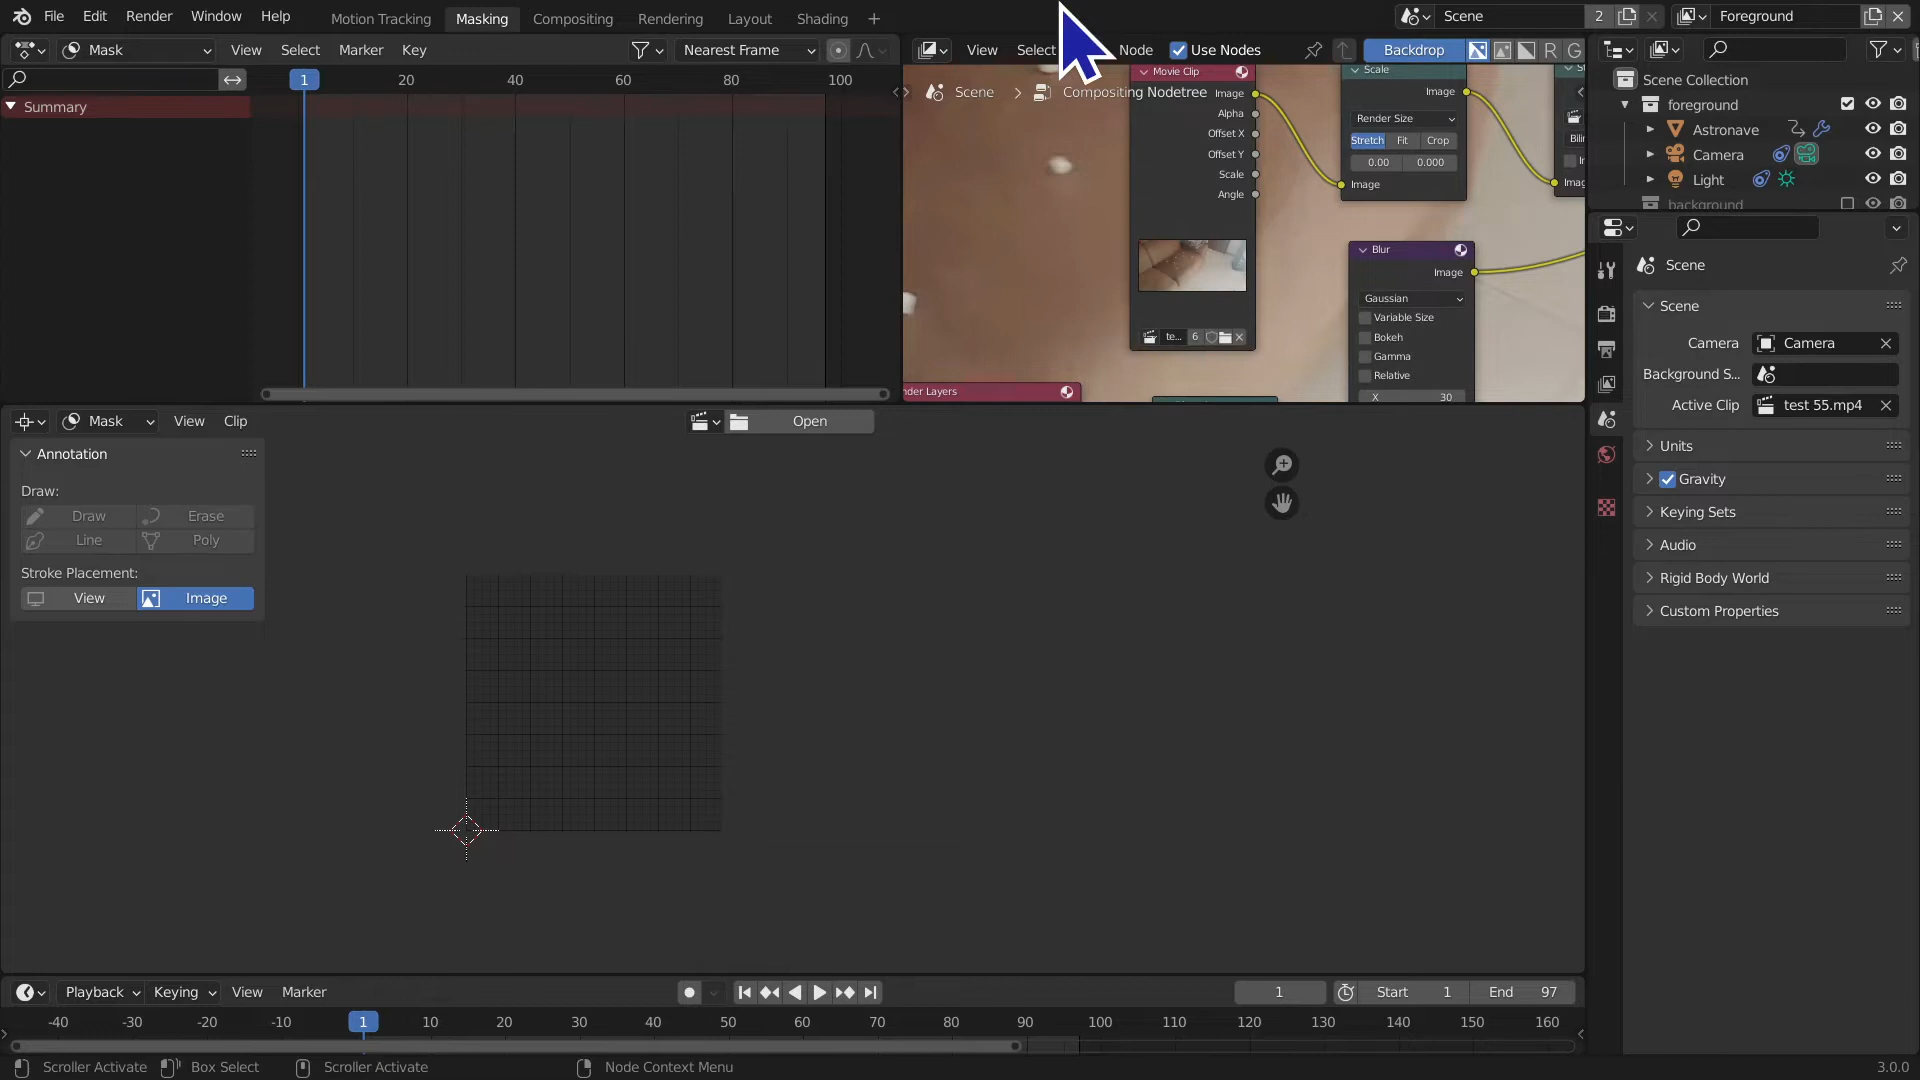 File Edit Render Window Help Motion Tracking Masking Compositing Rendering Layout Shading + Scene 2 Foreground
Mask View Select Marker Key Nearest Frame
1 20 40 60 80 100
Summary
View Select Node Use Nodes Backdrop R G
Scene > Compositing Nodetree
Movie Clip
Image
Alpha
Offset X
Offset Y
Scale
Angle
te... 6
Scale
Image
Render Size
Stretch Fit Crop
0.00 0.000
Image
Blur
Image
Gaussian
Variable Size
Bokeh
Gamma
Relative
X 30
nder Layers
Scene Collection
foreground
Astronave
Camera
Light
background
Scene
Scene
Camera Camera
Background S...
Active Clip test 55.mp4
Units
Gravity
Keying Sets
Audio
Rigid Body World
Custom Properties
Mask View Clip Open
Annotation
Draw:
Draw Erase
Line Poly
Stroke Placement:
View Image
Playback Keying View Marker 1 Start 1 End 97
-40 -30 -20 -10 1 10 20 30 40 50 60 70 80 90 100 110 120 130 140 150 160
Scroller Activate Box Select Scroller Activate Node Context Menu 3.0.0